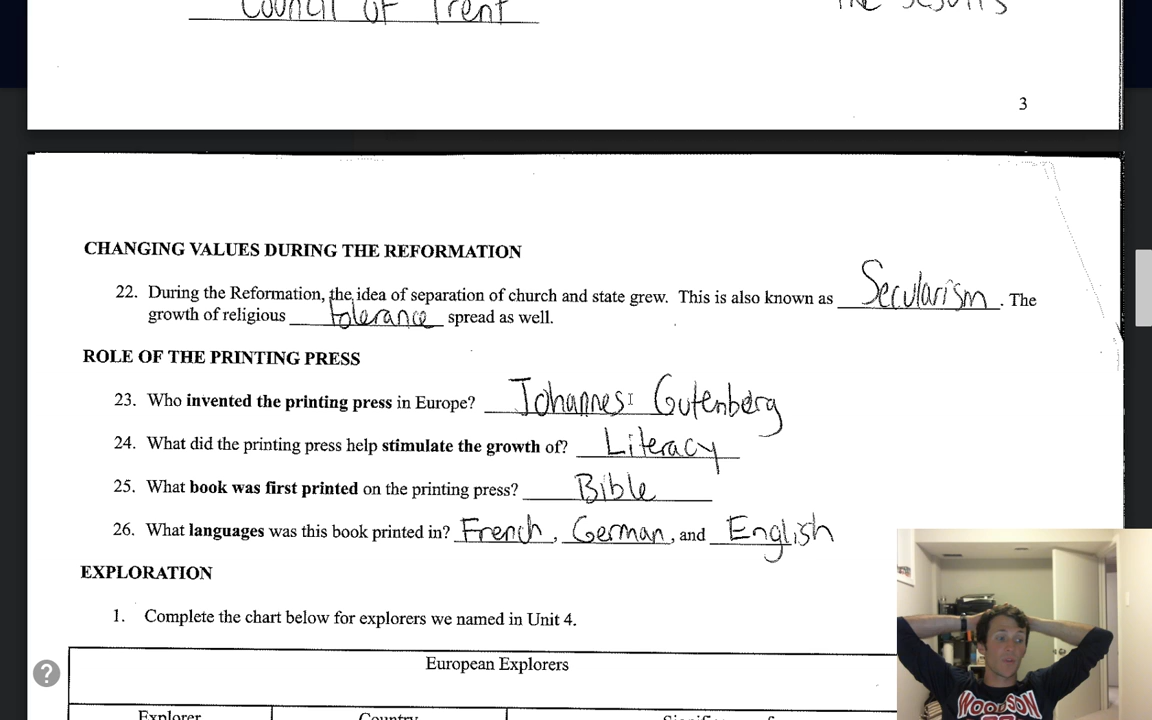 Council of Trent The Jesuits
3
CHANGING VALUES DURING THE REFORMATION
22. During the Reformation, the idea of separation of church and state grew. This is also known as Secularism. The
growth of religious tolerance spread as well.
ROLE OF THE PRINTING PRESS
23. Who invented the printing press in Europe? Johannes Gutenberg
24. What did the printing press help stimulate the growth of? Literacy
25. What book was first printed on the printing press? Bible
26. What languages was this book printed in? French, German, and English
EXPLORATION
1. Complete the chart below for explorers we named in Unit 4.
European Explorers
?
Explorer Country
WOODSON